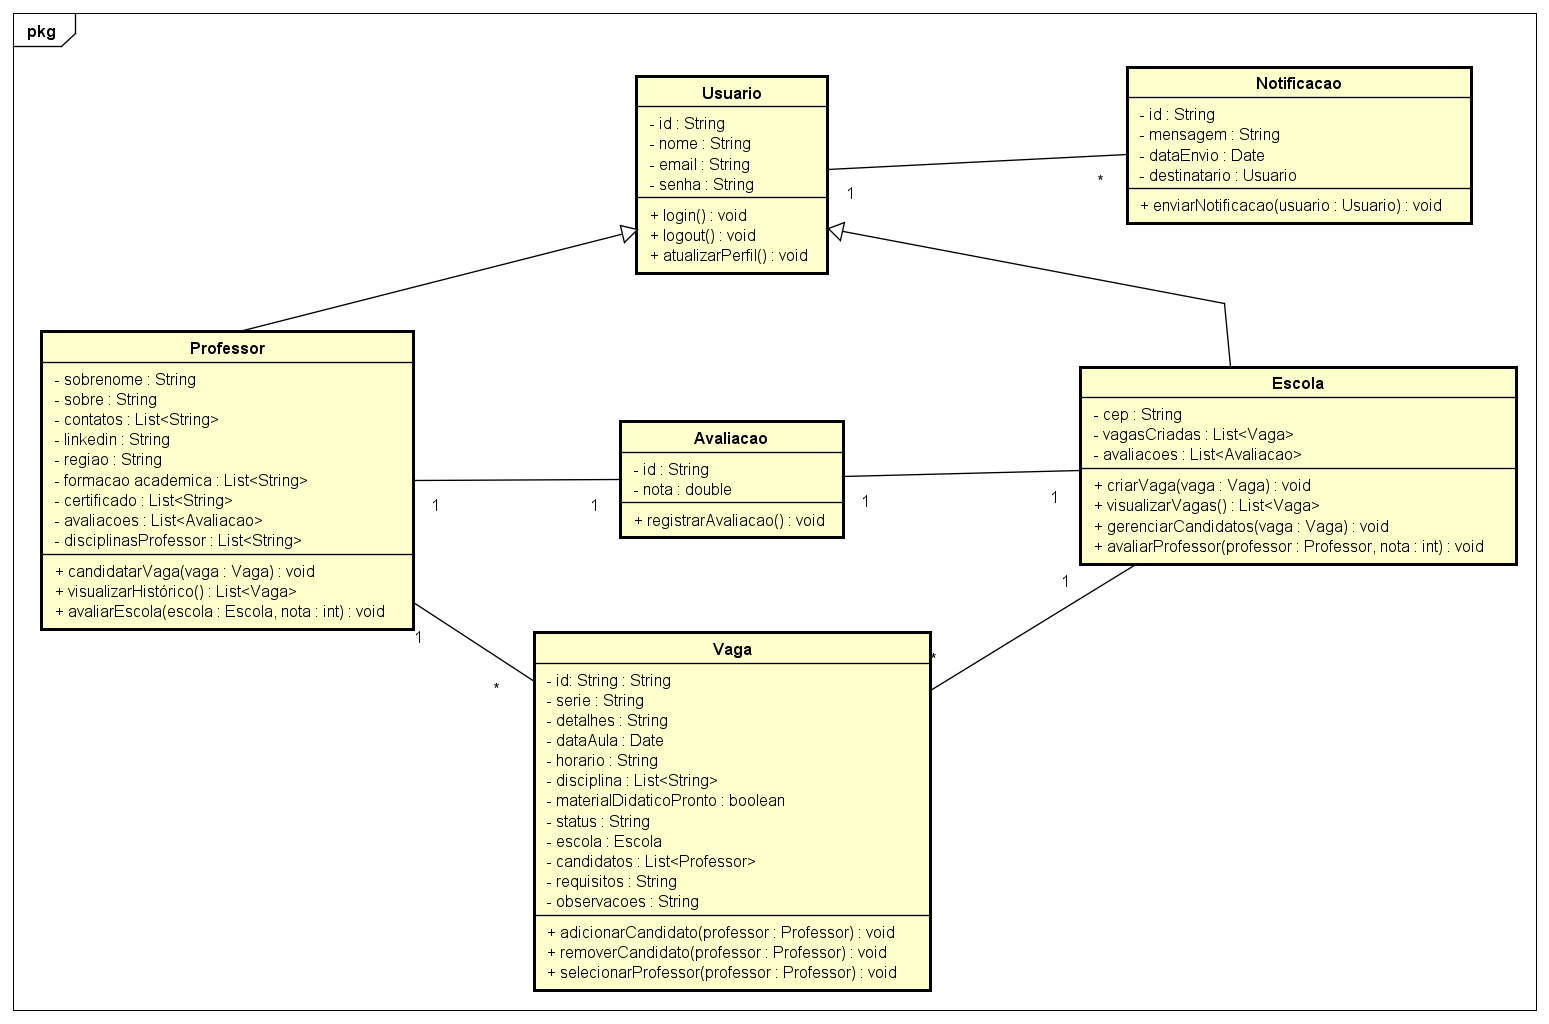 pkg
Usuario
- id : String
- nome : String
- email : String
- senha : String
+ login() : void
+ logout() : void
+ atualizarPerfil() : void
Notificacao
- id : String
- mensagem : String
- dataEnvio : Date
- destinatario : Usuario
+ enviarNotificacao(usuario : Usuario) : void
1
*
Professor
- sobrenome : String
- sobre : String
- contatos : List<String>
- linkedin : String
- regiao : String
- formacao academica : List<String>
- certificado : List<String>
- avaliacoes : List<Avaliacao>
- disciplinasProfessor : List<String>
+ candidatarVaga(vaga : Vaga) : void
+ visualizarHistórico() : List<Vaga>
+ avaliarEscola(escola : Escola, nota : int) : void
Avaliacao
- id : String
- nota : double
+ registrarAvaliacao() : void
1
1
1
1
Escola
- cep : String
- vagasCriadas : List<Vaga>
- avaliacoes : List<Avaliacao>
+ criarVaga(vaga : Vaga) : void
+ visualizarVagas() : List<Vaga>
+ gerenciarCandidatos(vaga : Vaga) : void
+ avaliarProfessor(professor : Professor, nota : int) : void
1
*
1
*
Vaga
- id: String : String
- serie : String
- detalhes : String
- dataAula : Date
- horario : String
- disciplina : List<String>
- materialDidaticoPronto : boolean
- status : String
- escola : Escola
- candidatos : List<Professor>
- requisitos : String
- observacoes : String
+ adicionarCandidato(professor : Professor) : void
+ removerCandidato(professor : Professor) : void
+ selecionarProfessor(professor : Professor) : void